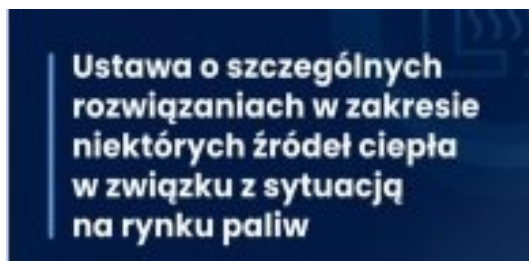 Ustawa o szczególnych
rozwiązaniach w zakresie
niektórych źródeł ciepła
w związku z sytuacją
na rynku paliw